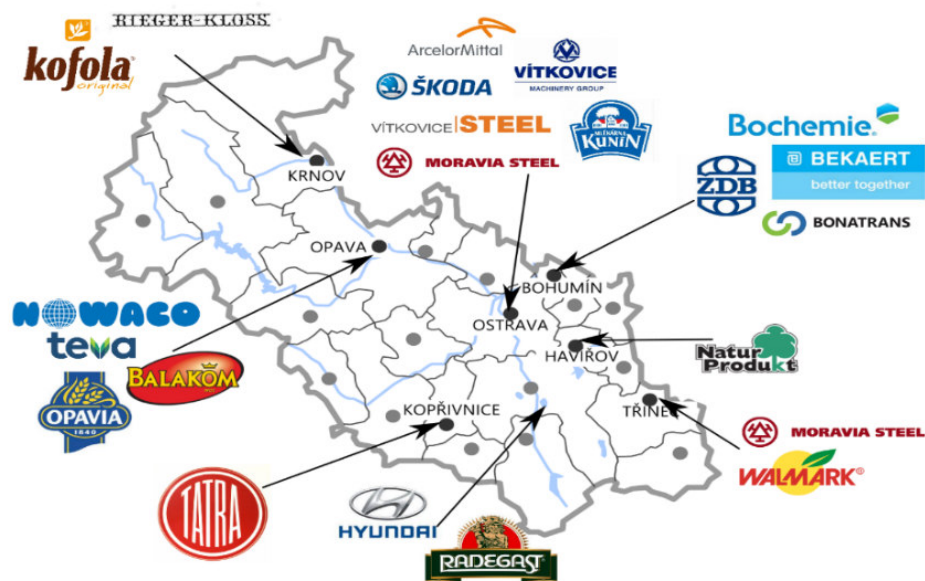 RIEGER-KLOSS
kofola
original
ArcelorMittal
ŠKODA
VÍTKOVICE
MACHINERY GROUP
VÍTKOVICE STEEL
MLÉKÁRNA
KUNÍN
MORAVIA STEEL
Bochemie
ŽDB
BEKAERT
better together
BONATRANS
KRNOV
OPAVA
BOHUMÍN
OSTRAVA
HAVÍŘOV
KOPŘIVNICE
TŘINEC
NOWACO
teva
BALAKOM
OPAVIA
1840
Natur
Produkt
MORAVIA STEEL
WALMARK®
TATRA
HYUNDAI
RADEGAST